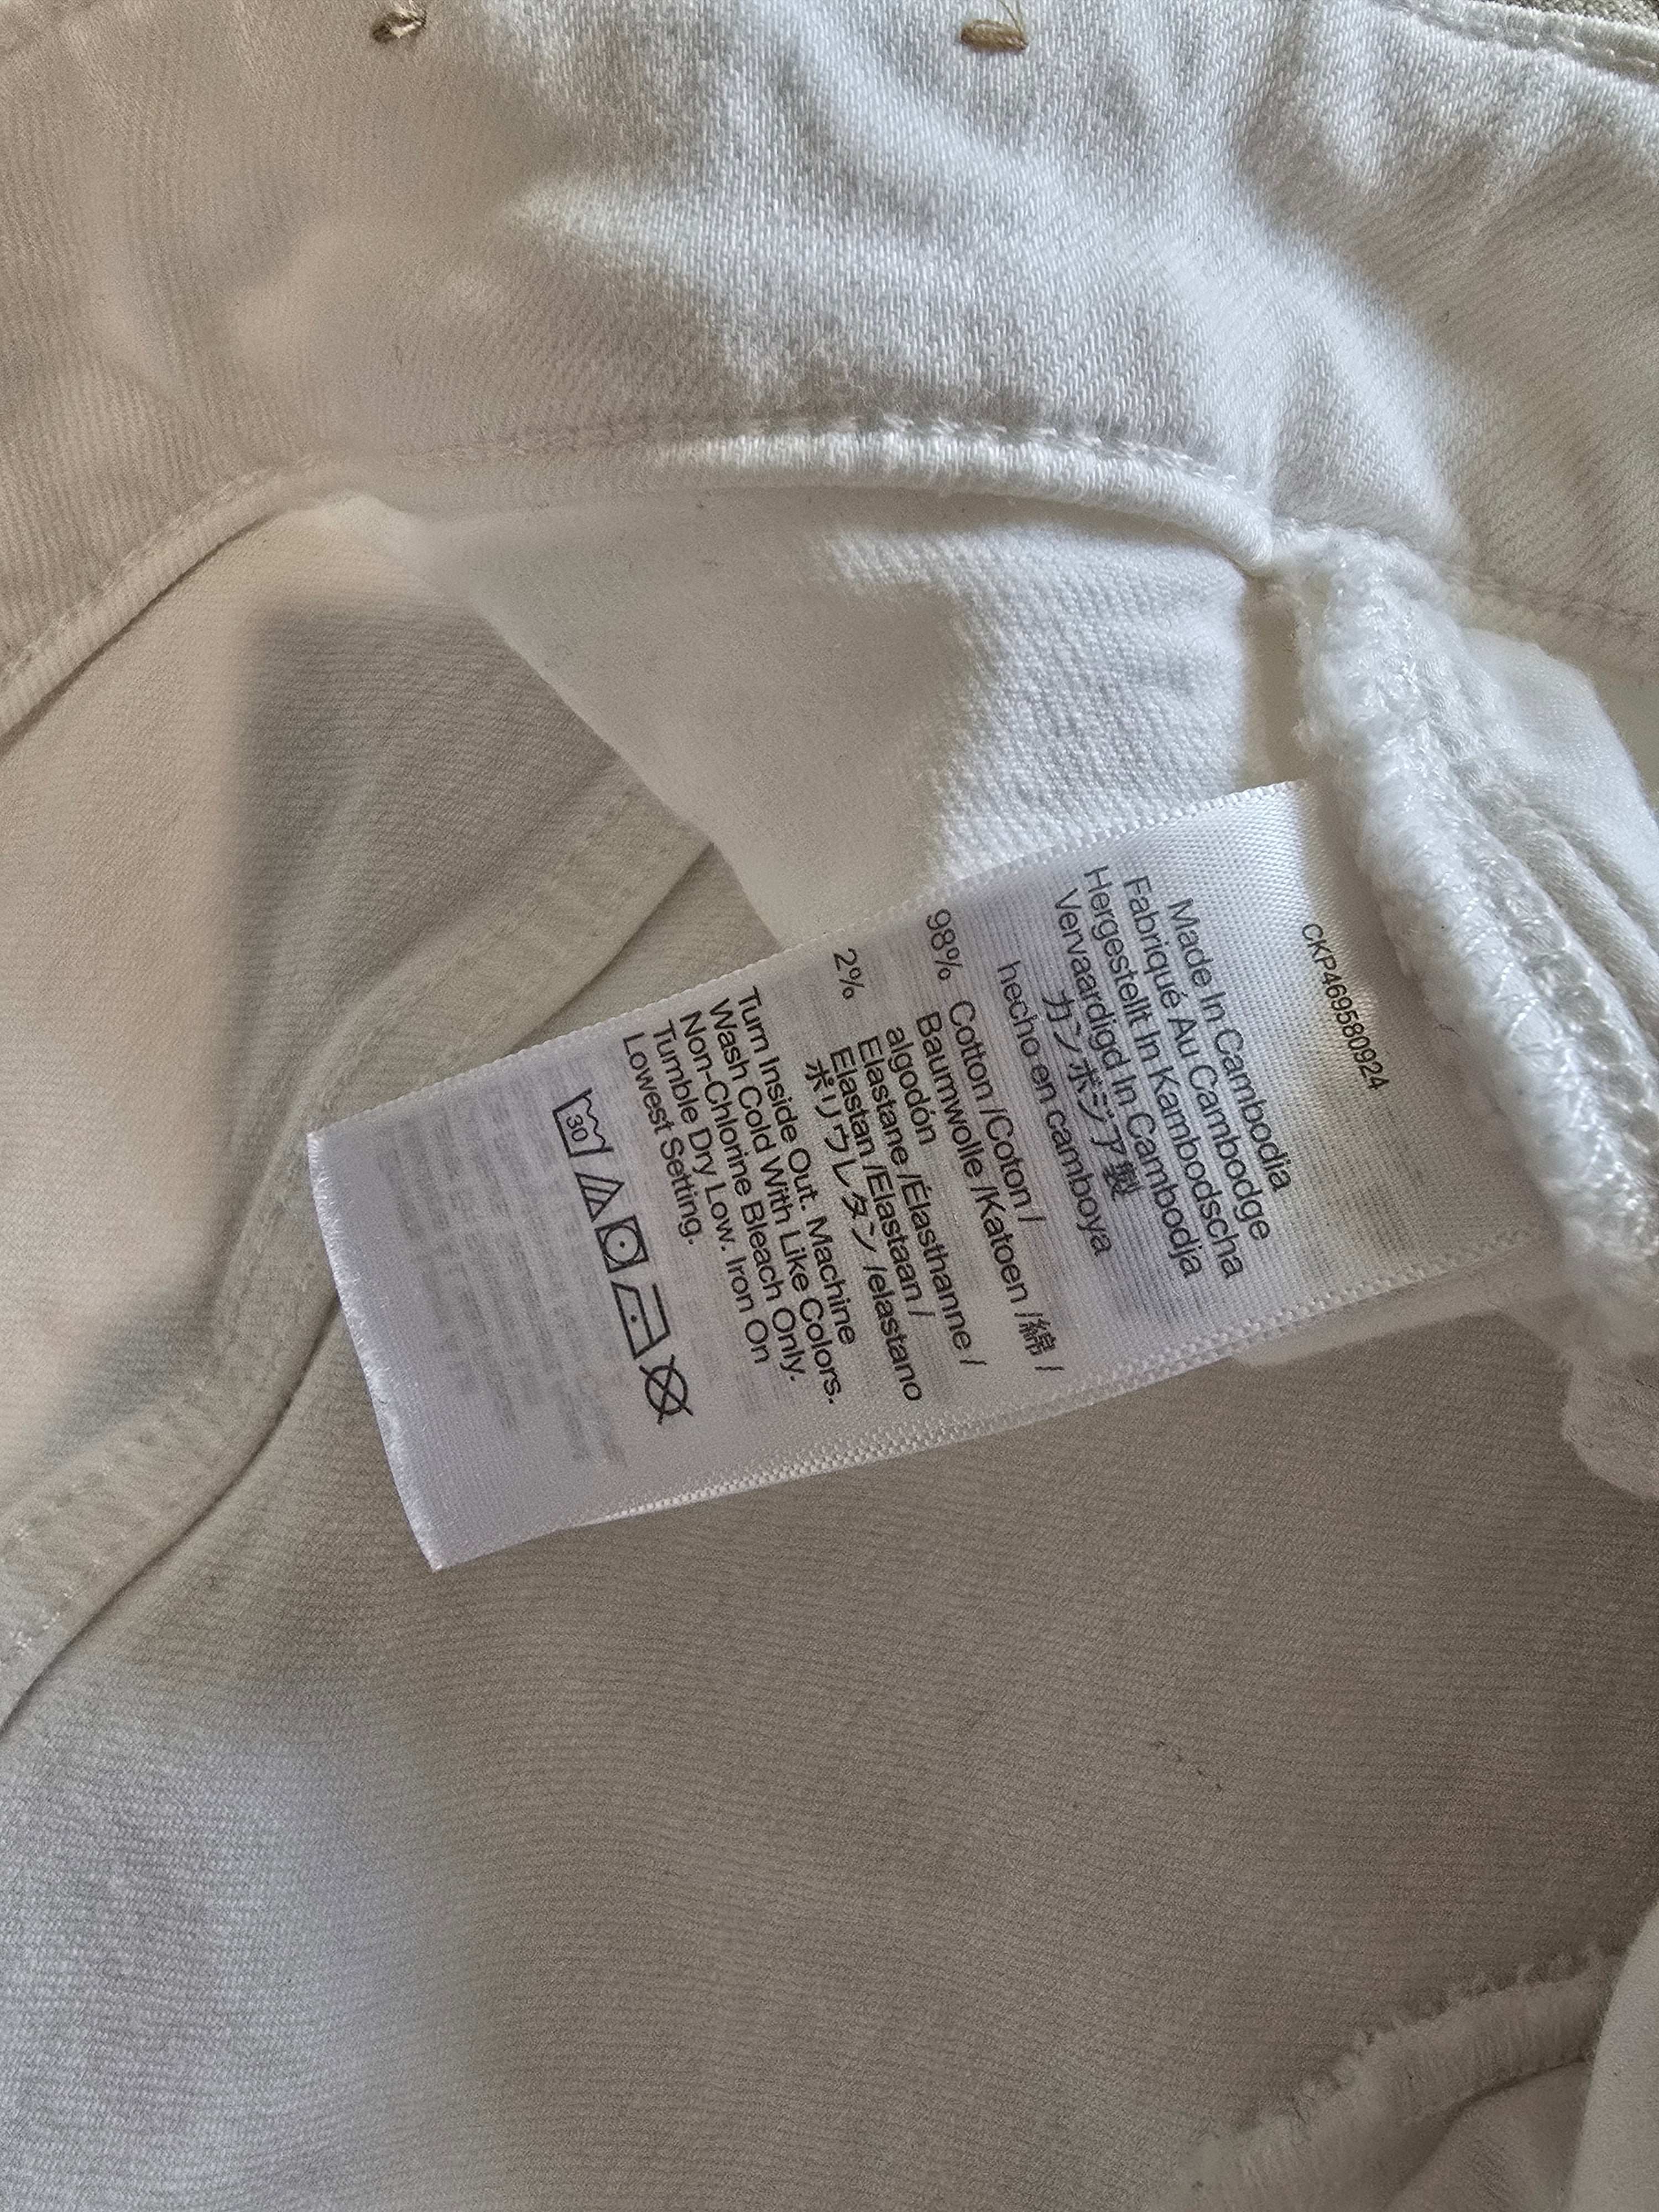 CKP469580924
Made In Cambodia
Fabriqué Au Cambodge
Hergestellt In Kambodscha
Vervaardigd In Cambodja
カンボジア製
hecho en camboya
98% Cotton /Coton /
Baumwolle /Katoen /綿 /
algodón
2% Elastane /Élasthanne /
Elastan /Elastaan /
ポリウレタン /elastano
Turn Inside Out. Machine
Wash Cold With Like Colors.
Non-Chlorine Bleach Only.
Tumble Dry Low. Iron On
Lowest Setting.
30